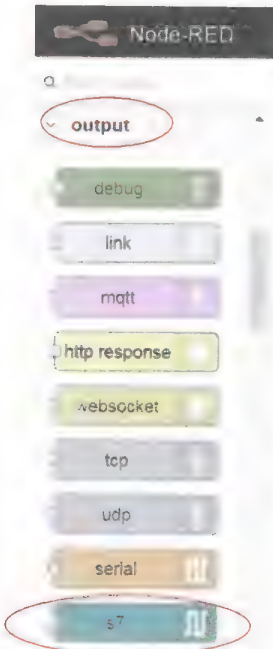 Node-RED
output
debug
link
mqtt
http response
websocket
tcp
udp
serial
s7